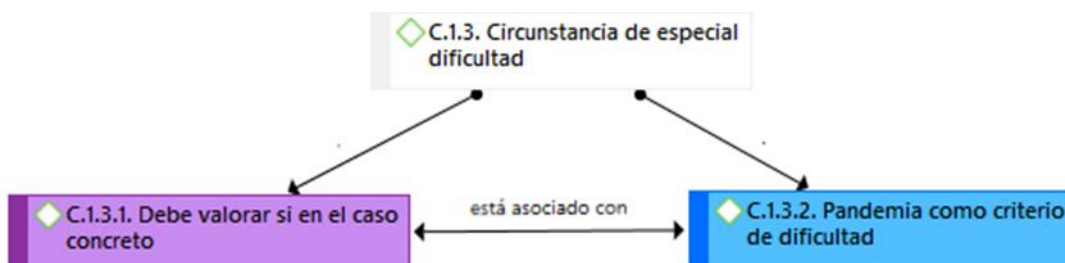 C.1.3. Circunstancia de especial
dificultad
está asociado con
C.1.3.1. Debe valorar si en el caso
concreto
C.1.3.2. Pandemia como criterio
de dificultad